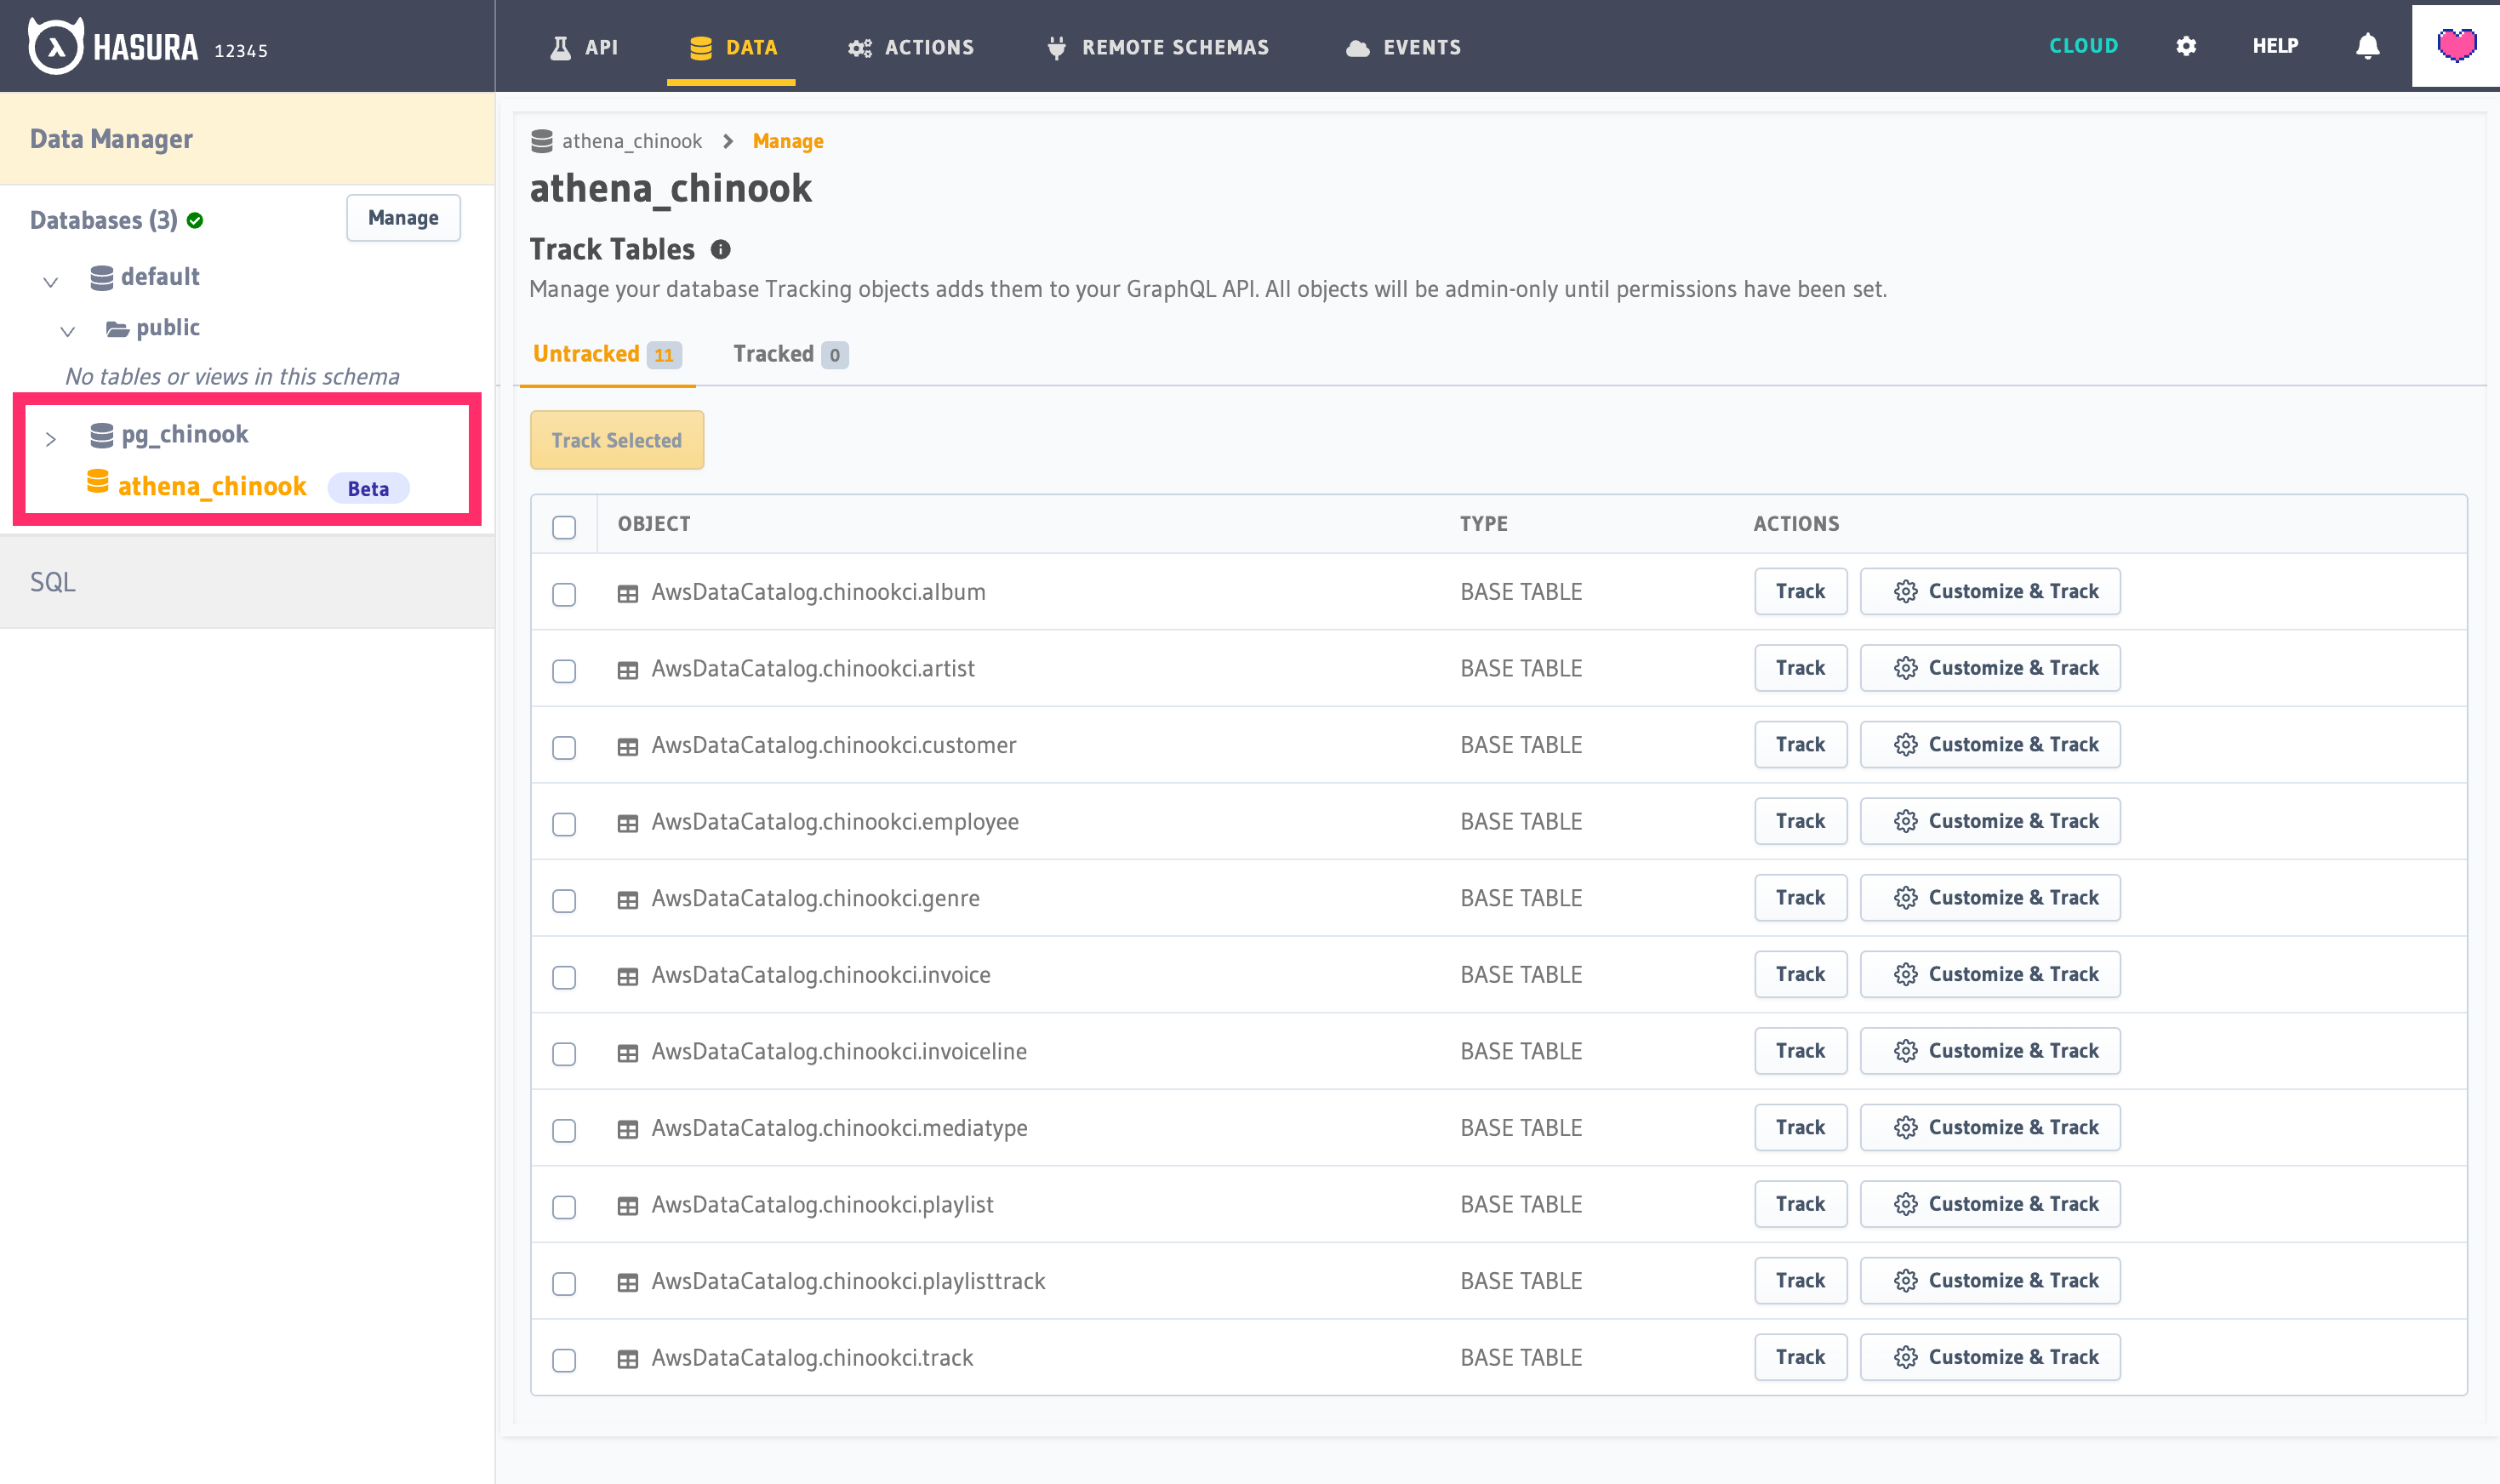 HASURA 12345
API DATA ACTIONS REMOTE SCHEMAS EVENTS CLOUD HELP
Data Manager
Databases (3) Manage
default
public
No tables or views in this schema
pg_chinook
athena_chinook Beta
SQL
athena_chinook > Manage
athena_chinook
Track Tables
Manage your database Tracking objects adds them to your GraphQL API. All objects will be admin-only until permissions have been set.
Untracked 11 Tracked 0
Track Selected
OBJECT TYPE ACTIONS
AwsDataCatalog.chinookci.album BASE TABLE Track Customize & Track
AwsDataCatalog.chinookci.artist BASE TABLE Track Customize & Track
AwsDataCatalog.chinookci.customer BASE TABLE Track Customize & Track
AwsDataCatalog.chinookci.employee BASE TABLE Track Customize & Track
AwsDataCatalog.chinookci.genre BASE TABLE Track Customize & Track
AwsDataCatalog.chinookci.invoice BASE TABLE Track Customize & Track
AwsDataCatalog.chinookci.invoiceline BASE TABLE Track Customize & Track
AwsDataCatalog.chinookci.mediatype BASE TABLE Track Customize & Track
AwsDataCatalog.chinookci.playlist BASE TABLE Track Customize & Track
AwsDataCatalog.chinookci.playlisttrack BASE TABLE Track Customize & Track
AwsDataCatalog.chinookci.track BASE TABLE Track Customize & Track